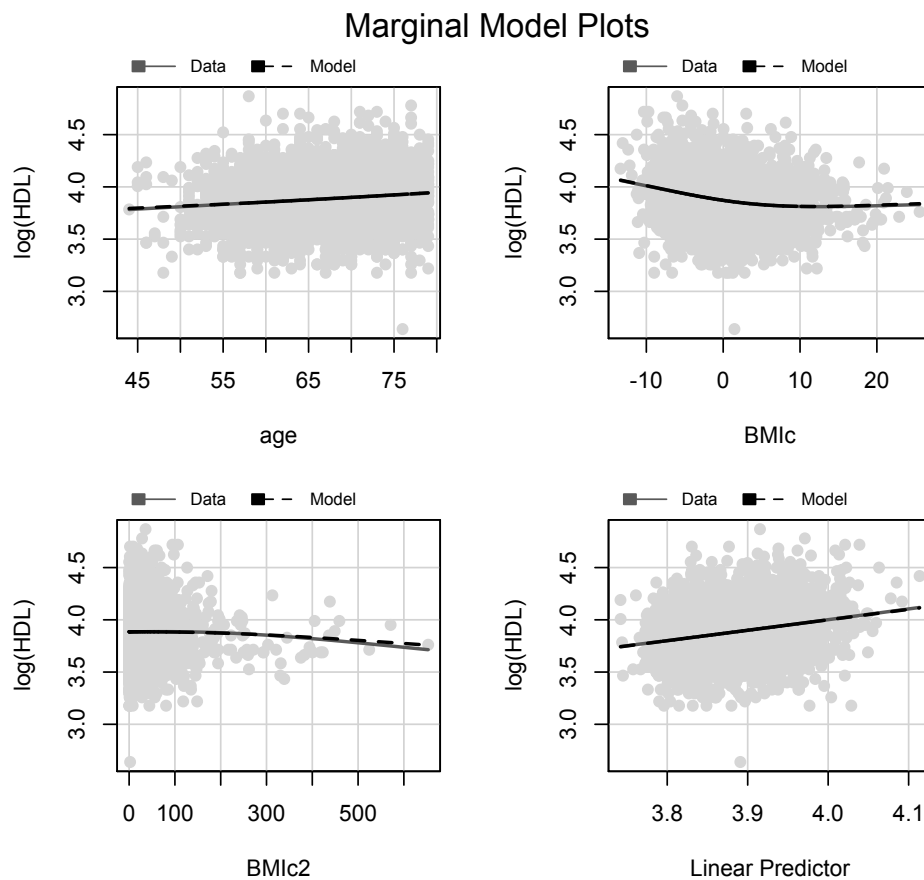 Marginal Model Plots
Data Model
log(HDL)
4.5
4.0
3.5
3.0
45 55 65 75
age
Data Model
log(HDL)
4.5
4.0
3.5
3.0
-10 0 10 20
BMIc
Data Model
log(HDL)
4.5
4.0
3.5
3.0
0 100 300 500
BMIc2
Data Model
log(HDL)
4.5
4.0
3.5
3.0
3.8 3.9 4.0 4.1
Linear Predictor